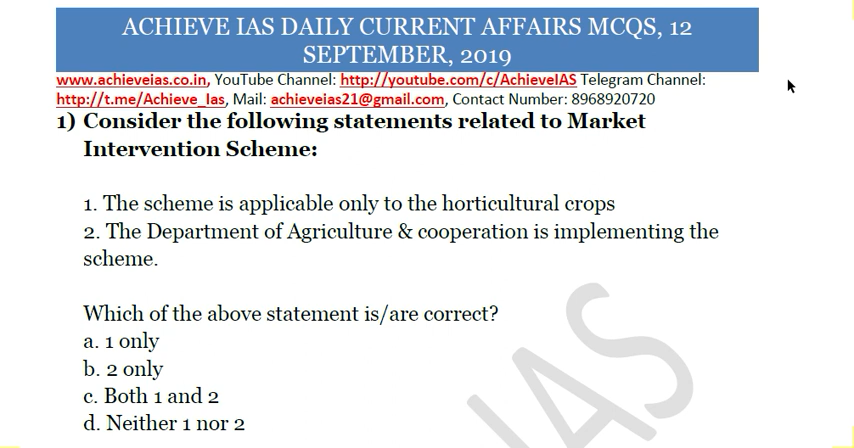 ACHIEVE IAS DAILY CURRENT AFFAIRS MCQS, 12
SEPTEMBER, 2019
www.achieveias.co.in, YouTube Channel: http://youtube.com/c/AchieveIAS Telegram Channel:
http://t.me/Achieve_Ias, Mail: achieveias21@gmail.com, Contact Number: 8968920720
1) Consider the following statements related to Market
Intervention Scheme:
1. The scheme is applicable only to the horticultural crops
2. The Department of Agriculture & cooperation is implementing the
scheme.
Which of the above statement is/are correct?
a. 1 only
b. 2 only
c. Both 1 and 2
d. Neither 1 nor 2
IAS